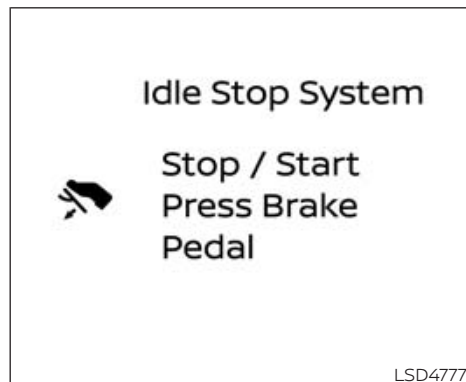 Idle Stop System
Stop / Start
Press Brake
Pedal
LSD4777